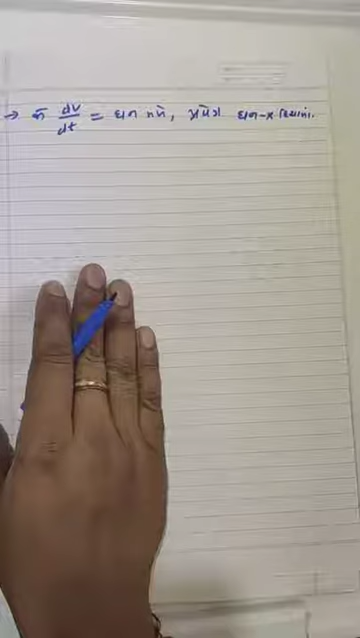 → જો dv/dt = ધન મળે, પ્રવેગ ધન-x દિશામાં.